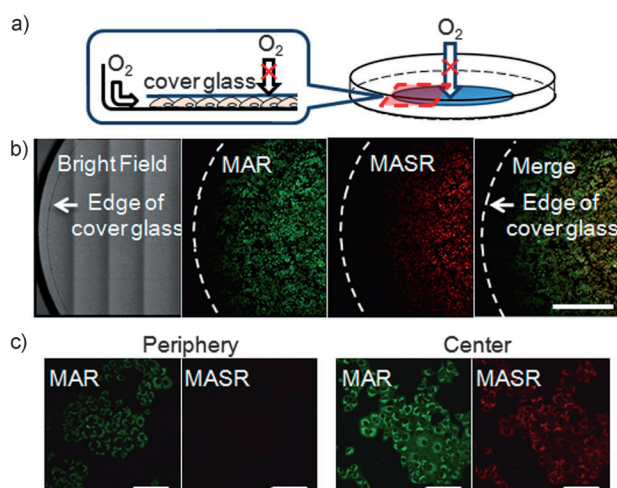 a)
O2
O2
cover glass
O2
b)
Bright Field
MAR
MASR
Merge
Edge of
cover glass
Edge of
cover glass
c)
Periphery
Center
MAR
MASR
MAR
MASR